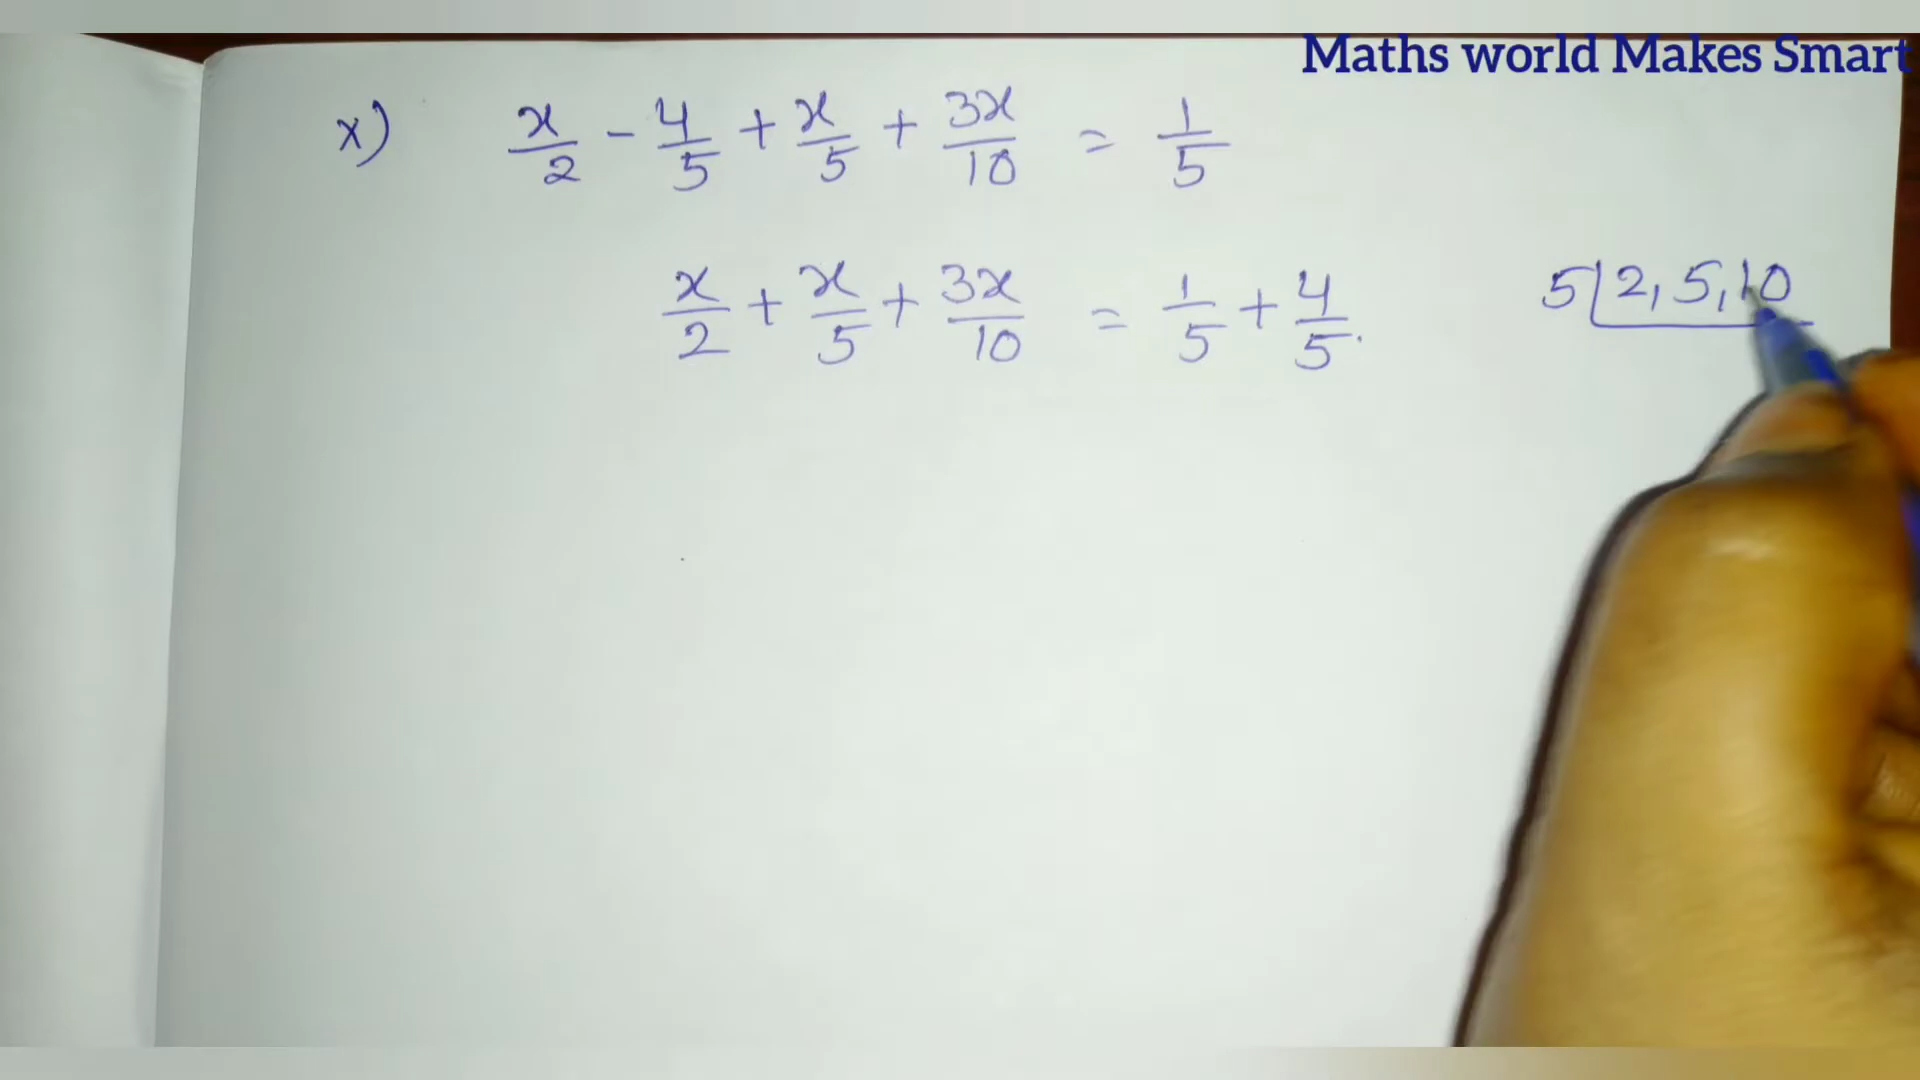 Maths world Makes Smart
x) x/2 - 4/5 + x/5 + 3x/10 = 1/5
x/2 + x/5 + 3x/10 = 1/5 + 4/5.
5 | 2, 5, 10